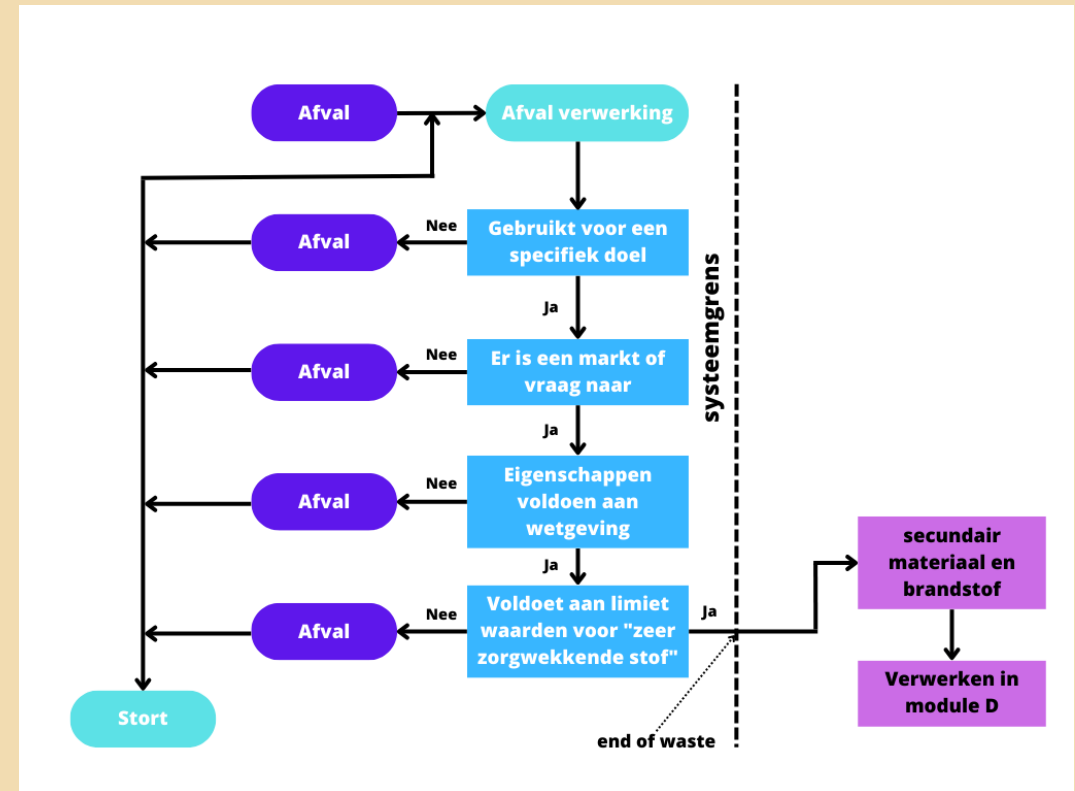 Afval
Afval verwerking
Nee
Afval
Gebruikt voor een
specifiek doel
Ja
Nee
Afval
Er is een markt of
vraag naar
systeemgrens
Ja
Nee
Afval
Eigenschappen
voldoen aan
wetgeving
Ja
Nee
Afval
Voldoet aan limiet
waarden voor "zeer
zorgwekkende stof"
Ja
secundair
materiaal en
brandstof
Verwerken in
module D
Stort
end of waste